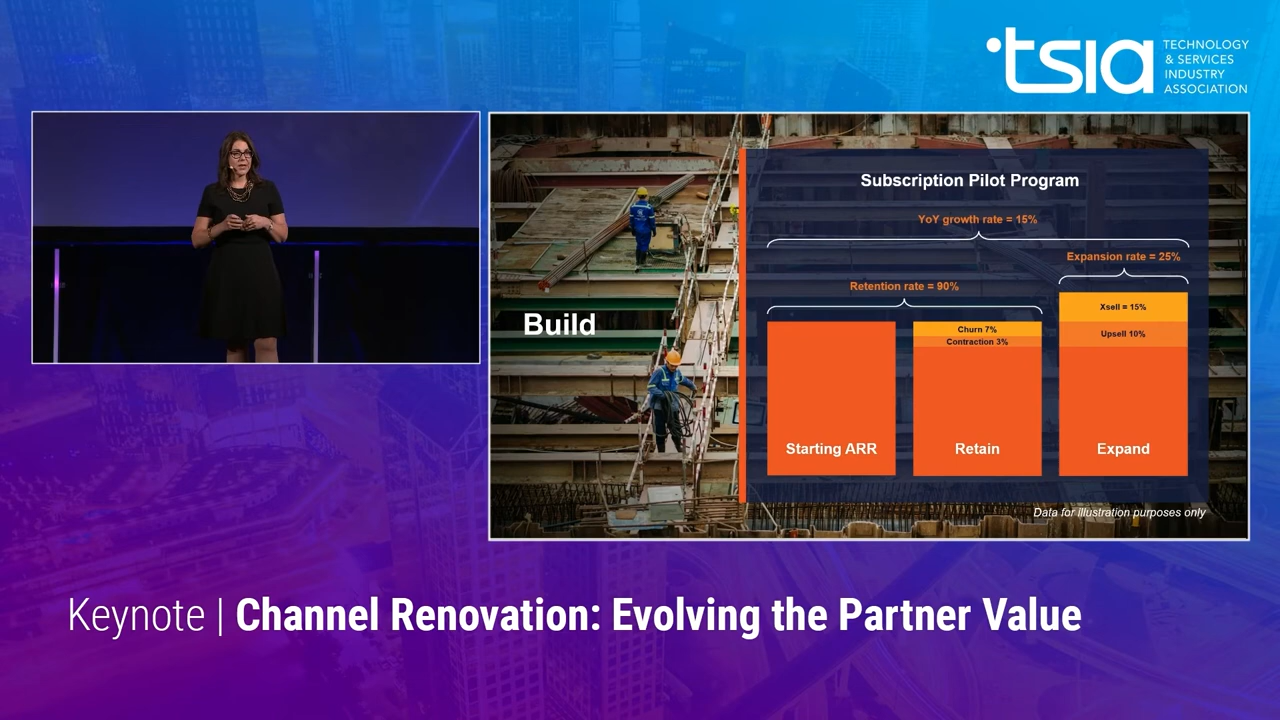 tsia
TECHNOLOGY
& SERVICES
INDUSTRY
ASSOCIATION
Build
Subscription Pilot Program
YoY growth rate = 15%
Expansion rate = 25%
Retention rate = 90%
Xsell = 15%
Churn 7%
Upsell 10%
Contraction 3%
Starting ARR
Retain
Expand
Data for illustration purposes only
Keynote | Channel Renovation: Evolving the Partner Value